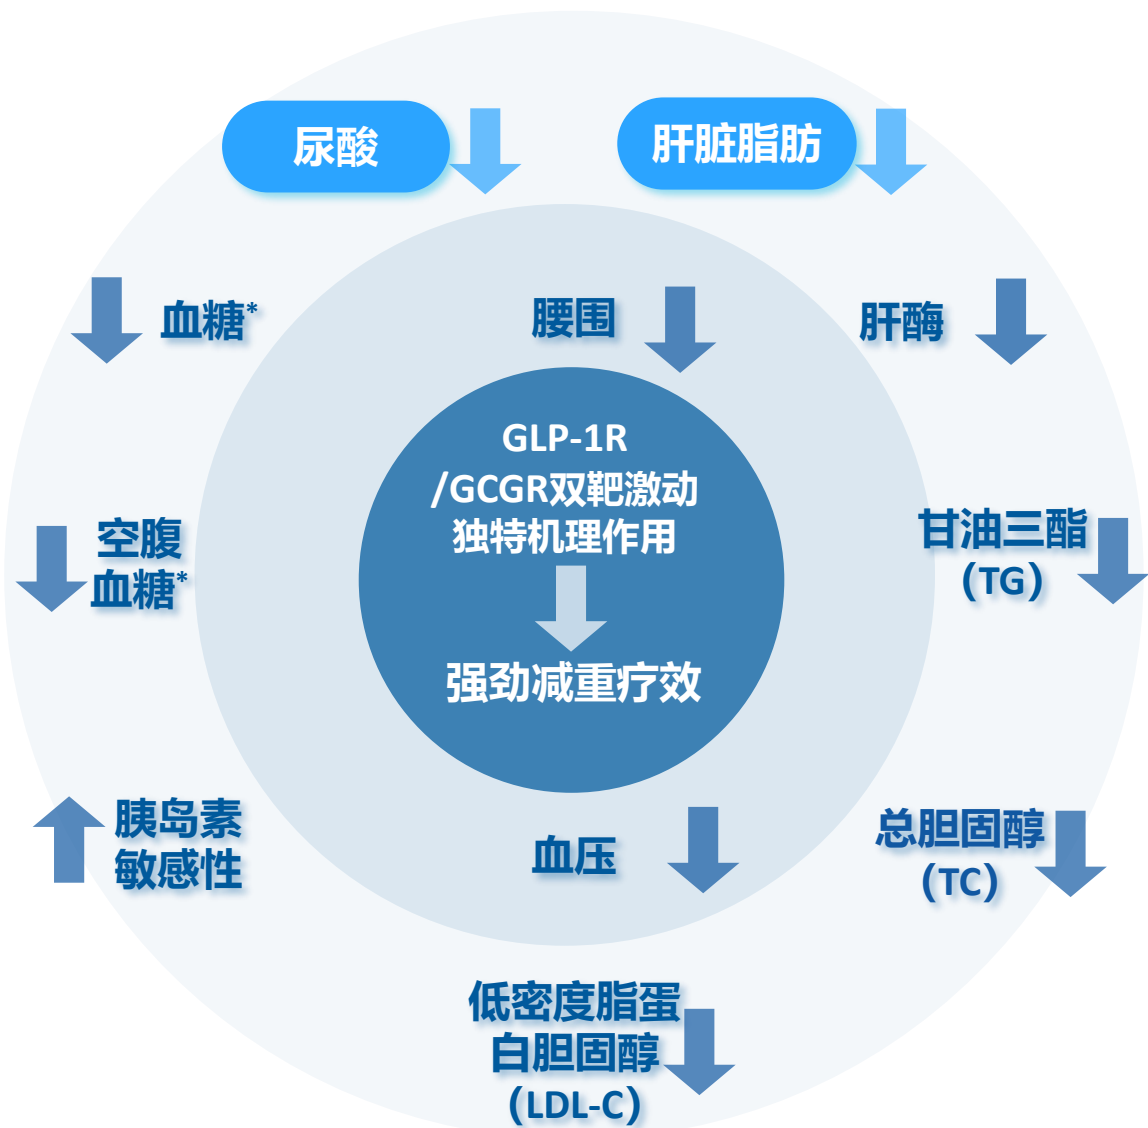 尿酸
肝脏脂肪
血糖*
腰围
肝酶
GLP-1R
/GCGR双靶激动
独特机理作用
强劲减重疗效
空腹
血糖*
甘油三酯
(TG)
胰岛素
敏感性
血压
总胆固醇
(TC)
低密度脂蛋
白胆固醇
(LDL-C)